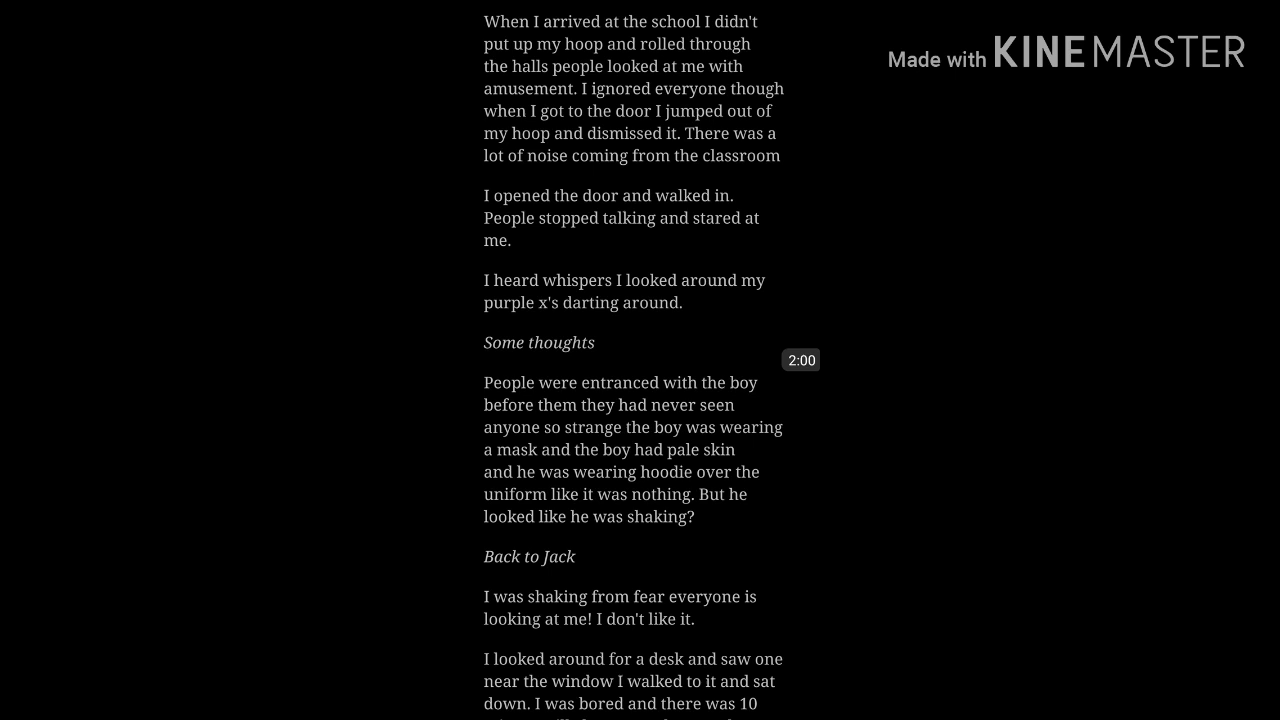 When I arrived at the school I didn't
put up my hoop and rolled through
the halls people looked at me with
amusement. I ignored everyone though
when I got to the door I jumped out of
my hoop and dismissed it. There was a
lot of noise coming from the classroom
I opened the door and walked in.
People stopped talking and stared at
me.
I heard whispers I looked around my
purple x's darting around.
Some thoughts
People were entranced with the boy
before them they had never seen
anyone so strange the boy was wearing
a mask and the boy had pale skin
and he was wearing hoodie over the
uniform like it was nothing. But he
looked like he was shaking?
Back to Jack
I was shaking from fear everyone is
looking at me! I don't like it.
I looked around for a desk and saw one
near the window I walked to it and sat
down. I was bored and there was 10
Made with KINEMASTER
2:00